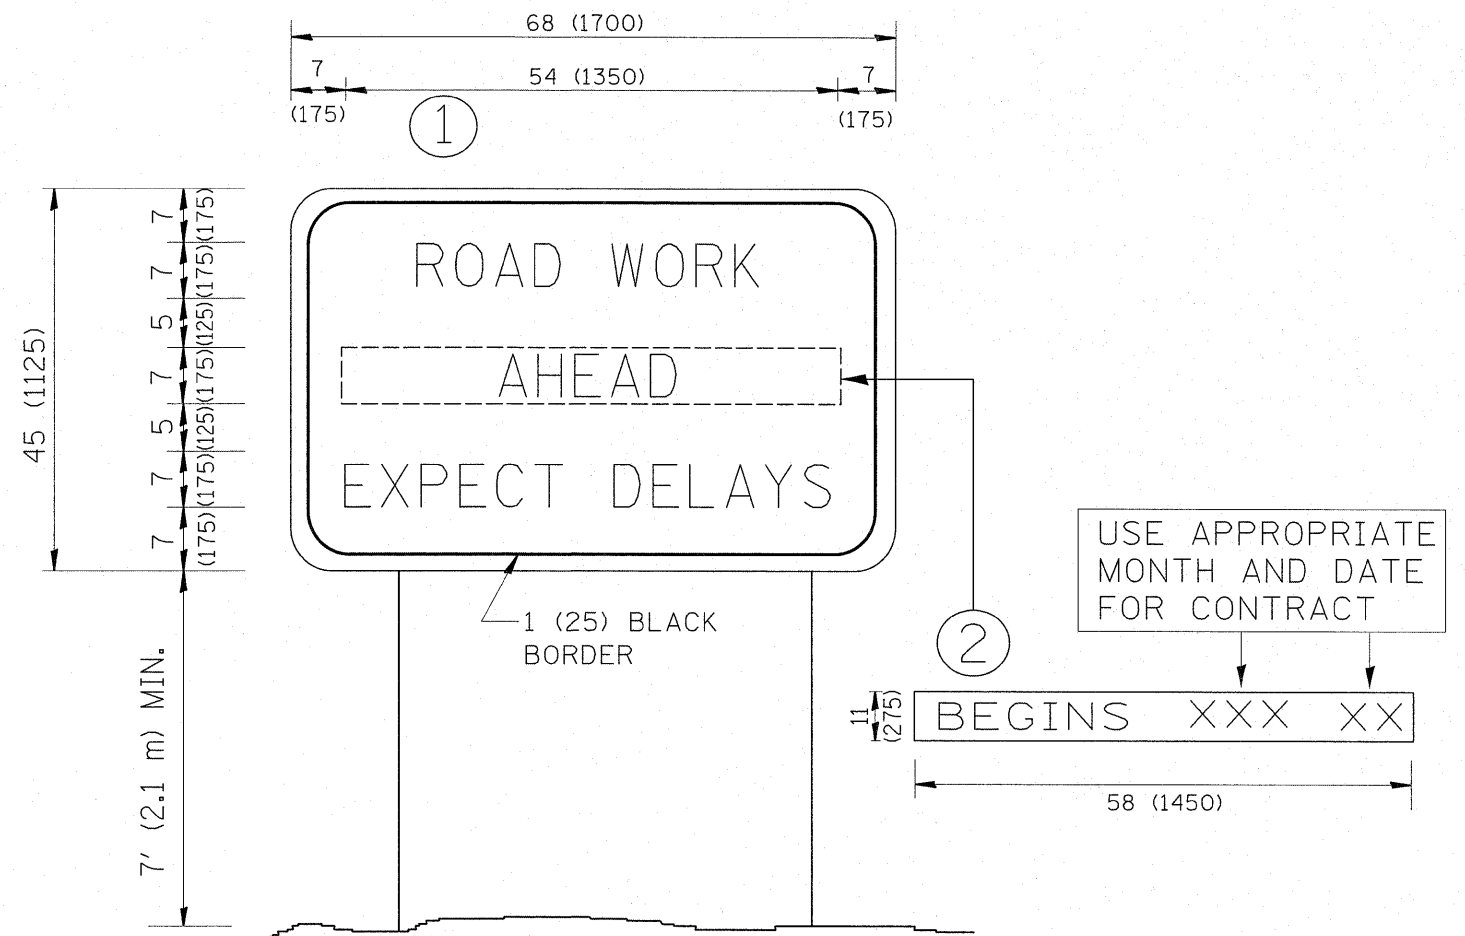 68 (1700)
7
54 (1350)
7
(175)
(175)
1
7
(175)
7
(175)
5
(125)
7
(175)
5
(125)
7
(175)
7
(175)
45 (1125)
ROAD WORK
AHEAD
EXPECT DELAYS
1 (25) BLACK
BORDER
7' (2.1 m) MIN.
2
USE APPROPRIATE
MONTH AND DATE
FOR CONTRACT
11
(275)
BEGINS XXX XX
58 (1450)